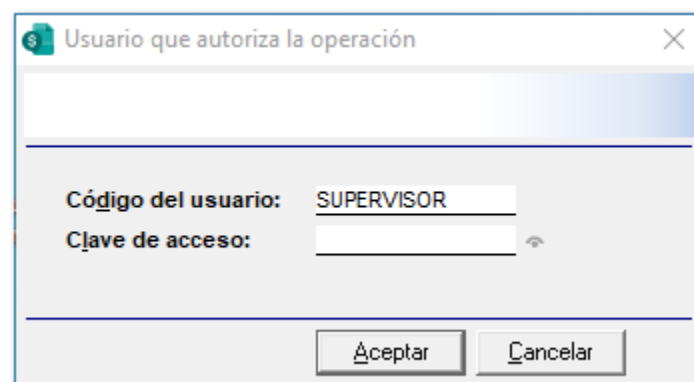 Usuario que autoriza la operación
Código del usuario: SUPERVISOR
Clave de acceso:
Aceptar Cancelar